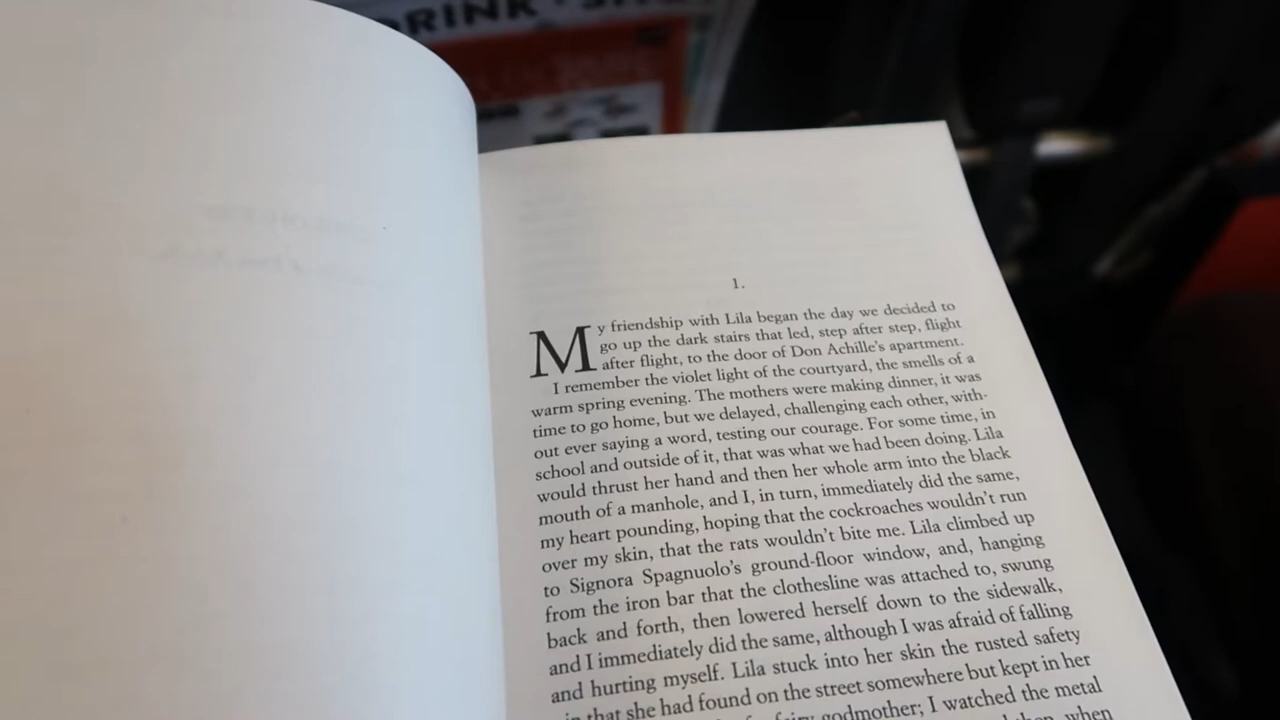 RINK
1.
My friendship with Lila began the day we decided to
go up the dark stairs that led, step after step, flight
after flight, to the door of Don Achille's apartment.
I remember the violet light of the courtyard, the smells of a
warm spring evening. The mothers were making dinner, it was
time to go home, but we delayed, challenging each other, with-
out ever saying a word, testing our courage. For some time, in
school and outside of it, that was what we had been doing. Lila
would thrust her hand and then her whole arm into the black
mouth of a manhole, and I, in turn, immediately did the same,
my heart pounding, hoping that the cockroaches wouldn't run
over my skin, that the rats wouldn't bite me. Lila climbed up
to Signora Spagnuolo's ground-floor window, and, hanging
from the iron bar that the clothesline was attached to, swung
back and forth, then lowered herself down to the sidewalk,
and I immediately did the same, although I was afraid of falling
and hurting myself. Lila stuck into her skin the rusted safety
that she had found on the street somewhere but kept in her
fairy godmother; I watched the metal
when